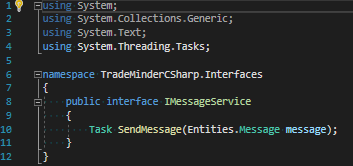 1 using System;
2 using System.Collections.Generic;
3 using System.Text;
4 using System.Threading.Tasks;
5
6 namespace TradeMinderCSharp.Interfaces
7 {
8 public interface IMessageService
9 {
10 Task SendMessage(Entities.Message message);
11 }
12 }